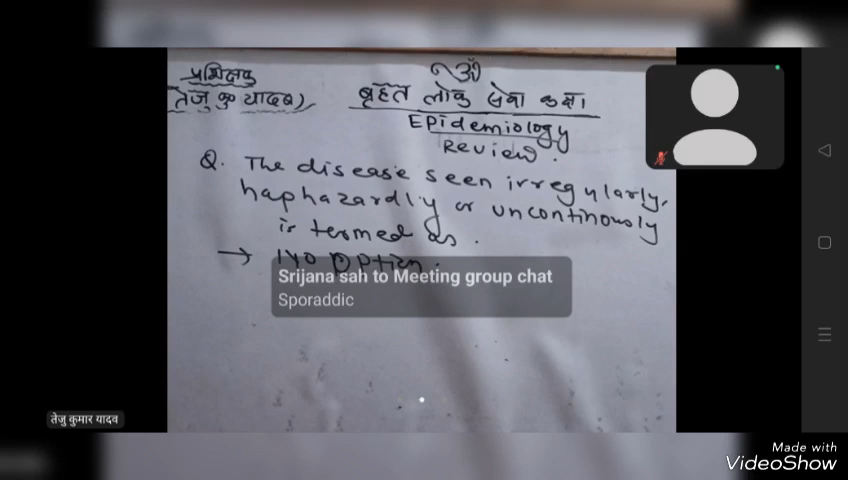 ॐ
प्रशिक्षक
तेजु कु यादव)
बृहत लोक सेवा कक्षा
EPidemiology
Review.
Q. The disease seen irregularly,
haphazardly or uncontinously
is termed as.
→ No Option.
Srijana sah to Meeting group chat
Sporaddic
तेजु कुमार यादव
Made with
VideoShow